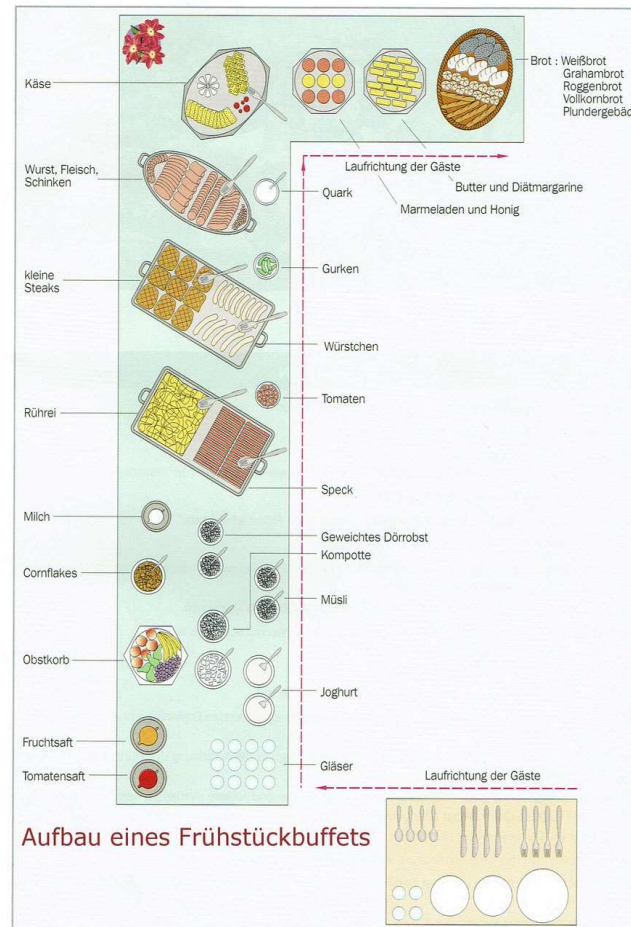 Käse
Brot : Weißbrot
Grahambrot
Roggenbrot
Vollkornbrot
Plundergebäc
Laufrichtung der Gäste
Butter und Diätmargarine
Marmeladen und Honig
Wurst, Fleisch,
Schinken
Quark
kleine
Steaks
Gurken
Würstchen
Rührei
Tomaten
Speck
Milch
Geweichtes Dörrobst
Kompotte
Cornflakes
Müsli
Obstkorb
Joghurt
Fruchtsaft
Gläser
Tomatensaft
Laufrichtung der Gäste
Aufbau eines Frühstückbuffets